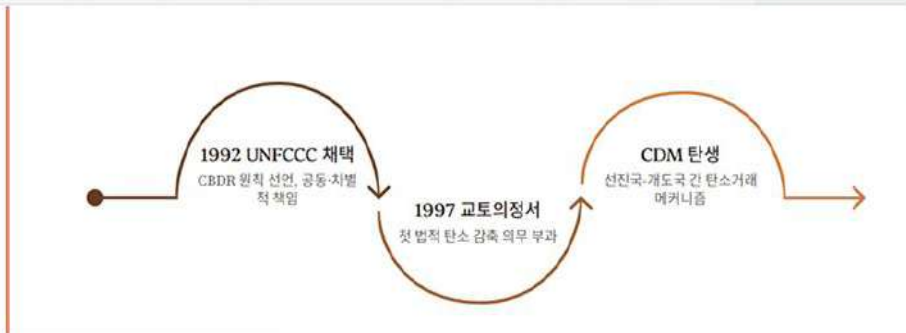 1992 UNFCCC 채택
CBDR 원칙 선언, 공동·차별
적 책임
1997 교토의정서
첫 법적 탄소 감축 의무 부과
CDM 탄생
선진국-개도국 간 탄소거래
메커니즘